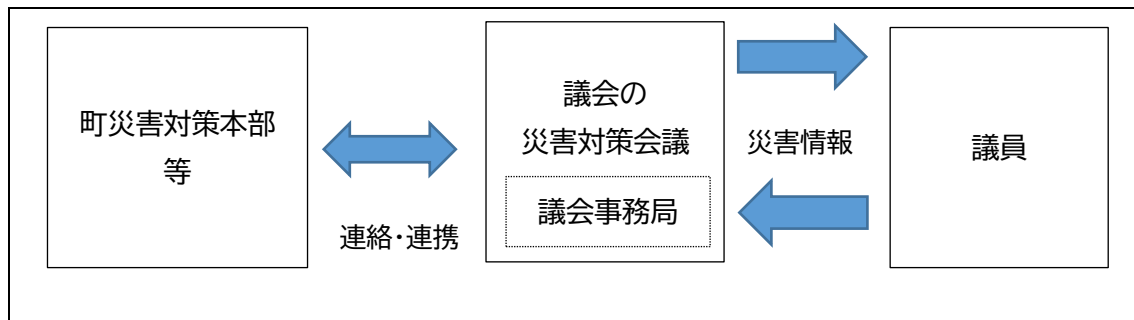 町災害対策本部
等
連絡・連携
議会の
災害対策会議
議会事務局
災害情報
議員